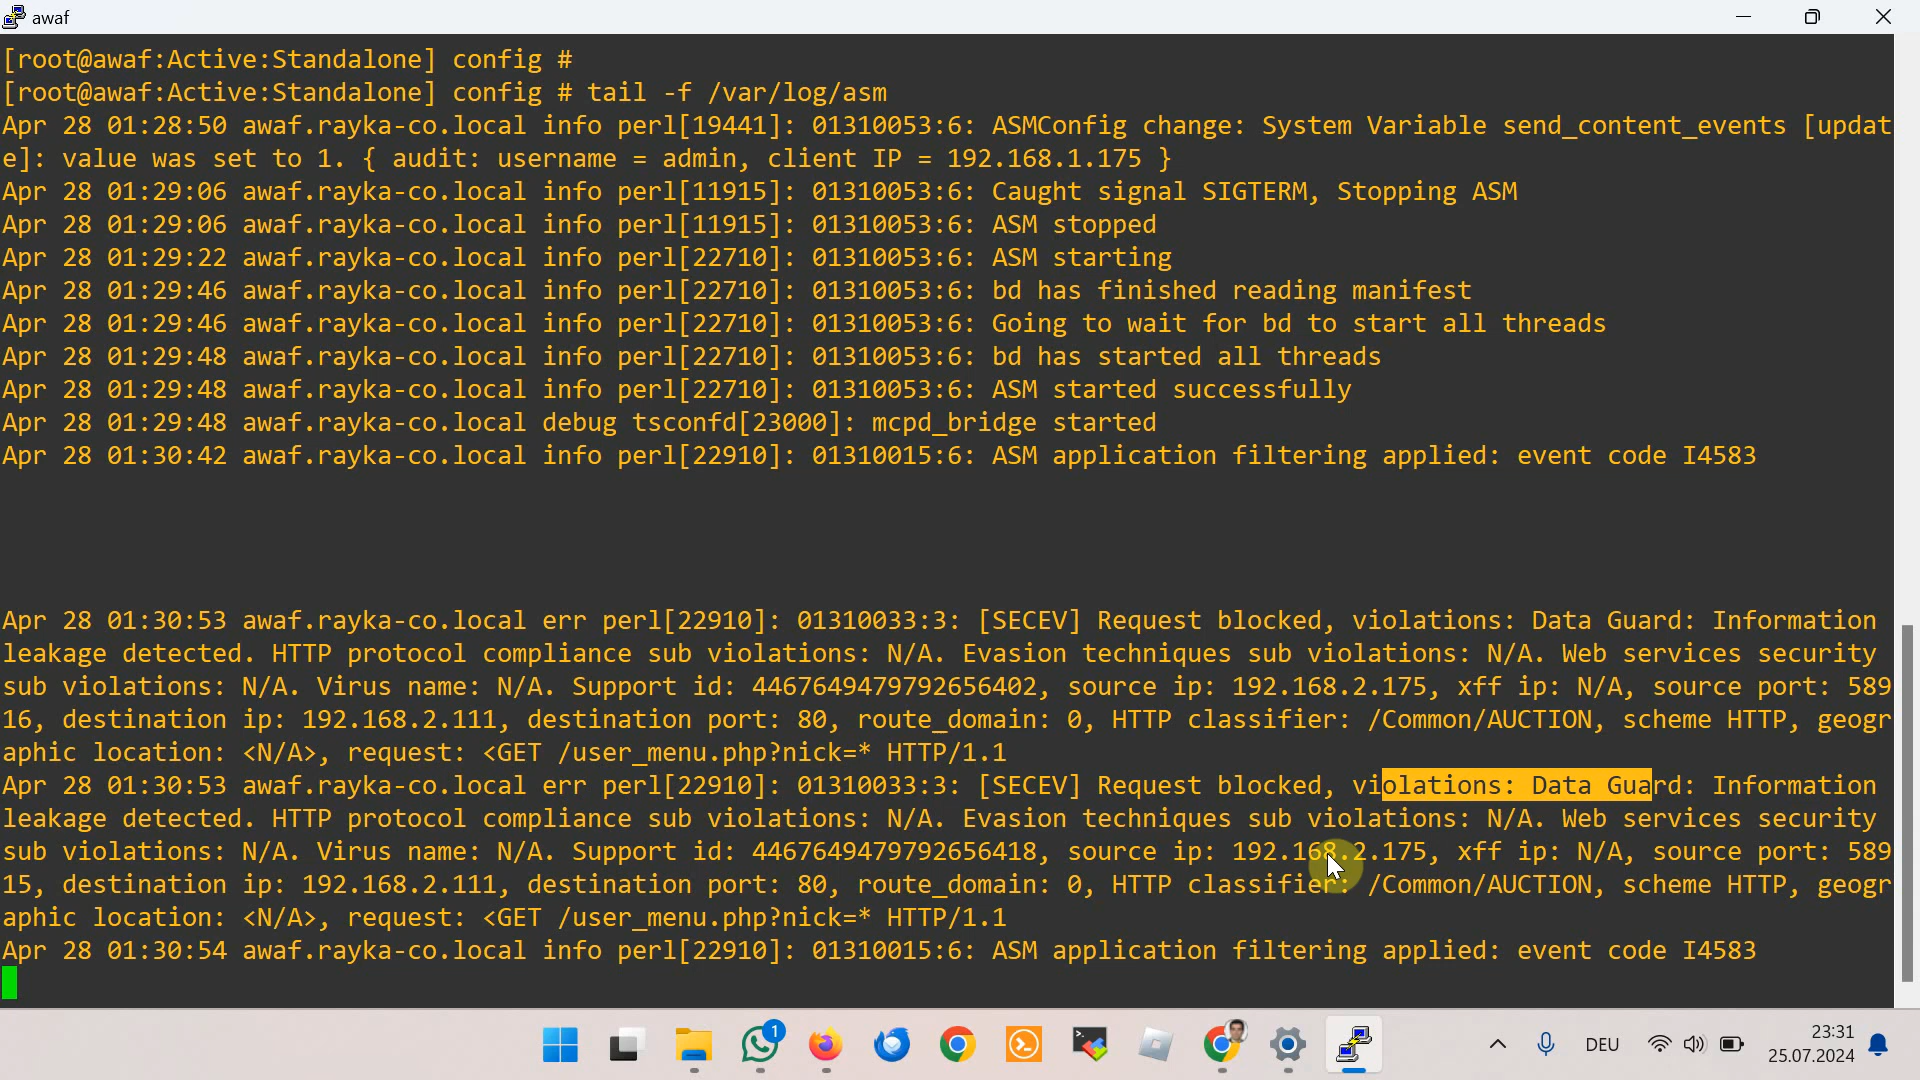 awaf
[root@awaf:Active:Standalone] config #
[root@awaf:Active:Standalone] config # tail -f /var/log/asm
Apr 28 01:28:50 awaf.rayka-co.local info perl[19441]: 01310053:6: ASMConfig change: System Variable send_content_events [updat
e]: value was set to 1. { audit: username = admin, client IP = 192.168.1.175 }
Apr 28 01:29:06 awaf.rayka-co.local info perl[11915]: 01310053:6: Caught signal SIGTERM, Stopping ASM
Apr 28 01:29:06 awaf.rayka-co.local info perl[11915]: 01310053:6: ASM stopped
Apr 28 01:29:22 awaf.rayka-co.local info perl[22710]: 01310053:6: ASM starting
Apr 28 01:29:46 awaf.rayka-co.local info perl[22710]: 01310053:6: bd has finished reading manifest
Apr 28 01:29:46 awaf.rayka-co.local info perl[22710]: 01310053:6: Going to wait for bd to start all threads
Apr 28 01:29:48 awaf.rayka-co.local info perl[22710]: 01310053:6: bd has started all threads
Apr 28 01:29:48 awaf.rayka-co.local info perl[22710]: 01310053:6: ASM started successfully
Apr 28 01:29:48 awaf.rayka-co.local debug tsconfd[23000]: mcpd_bridge started
Apr 28 01:30:42 awaf.rayka-co.local info perl[22910]: 01310015:6: ASM application filtering applied: event code I4583
Apr 28 01:30:53 awaf.rayka-co.local err perl[22910]: 01310033:3: [SECEV] Request blocked, violations: Data Guard: Information
leakage detected. HTTP protocol compliance sub violations: N/A. Evasion techniques sub violations: N/A. Web services security
sub violations: N/A. Virus name: N/A. Support id: 4467649479792656402, source ip: 192.168.2.175, xff ip: N/A, source port: 589
16, destination ip: 192.168.2.111, destination port: 80, route_domain: 0, HTTP classifier: /Common/AUCTION, scheme HTTP, geogr
aphic location: <N/A>, request: <GET /user_menu.php?nick=* HTTP/1.1
Apr 28 01:30:53 awaf.rayka-co.local err perl[22910]: 01310033:3: [SECEV] Request blocked, violations: Data Guard: Information
leakage detected. HTTP protocol compliance sub violations: N/A. Evasion techniques sub violations: N/A. Web services security
sub violations: N/A. Virus name: N/A. Support id: 4467649479792656418, source ip: 192.168.2.175, xff ip: N/A, source port: 589
15, destination ip: 192.168.2.111, destination port: 80, route_domain: 0, HTTP classifier: /Common/AUCTION, scheme HTTP, geogr
aphic location: <N/A>, request: <GET /user_menu.php?nick=* HTTP/1.1
Apr 28 01:30:54 awaf.rayka-co.local info perl[22910]: 01310015:6: ASM application filtering applied: event code I4583
1
DEU
23:31
25.07.2024